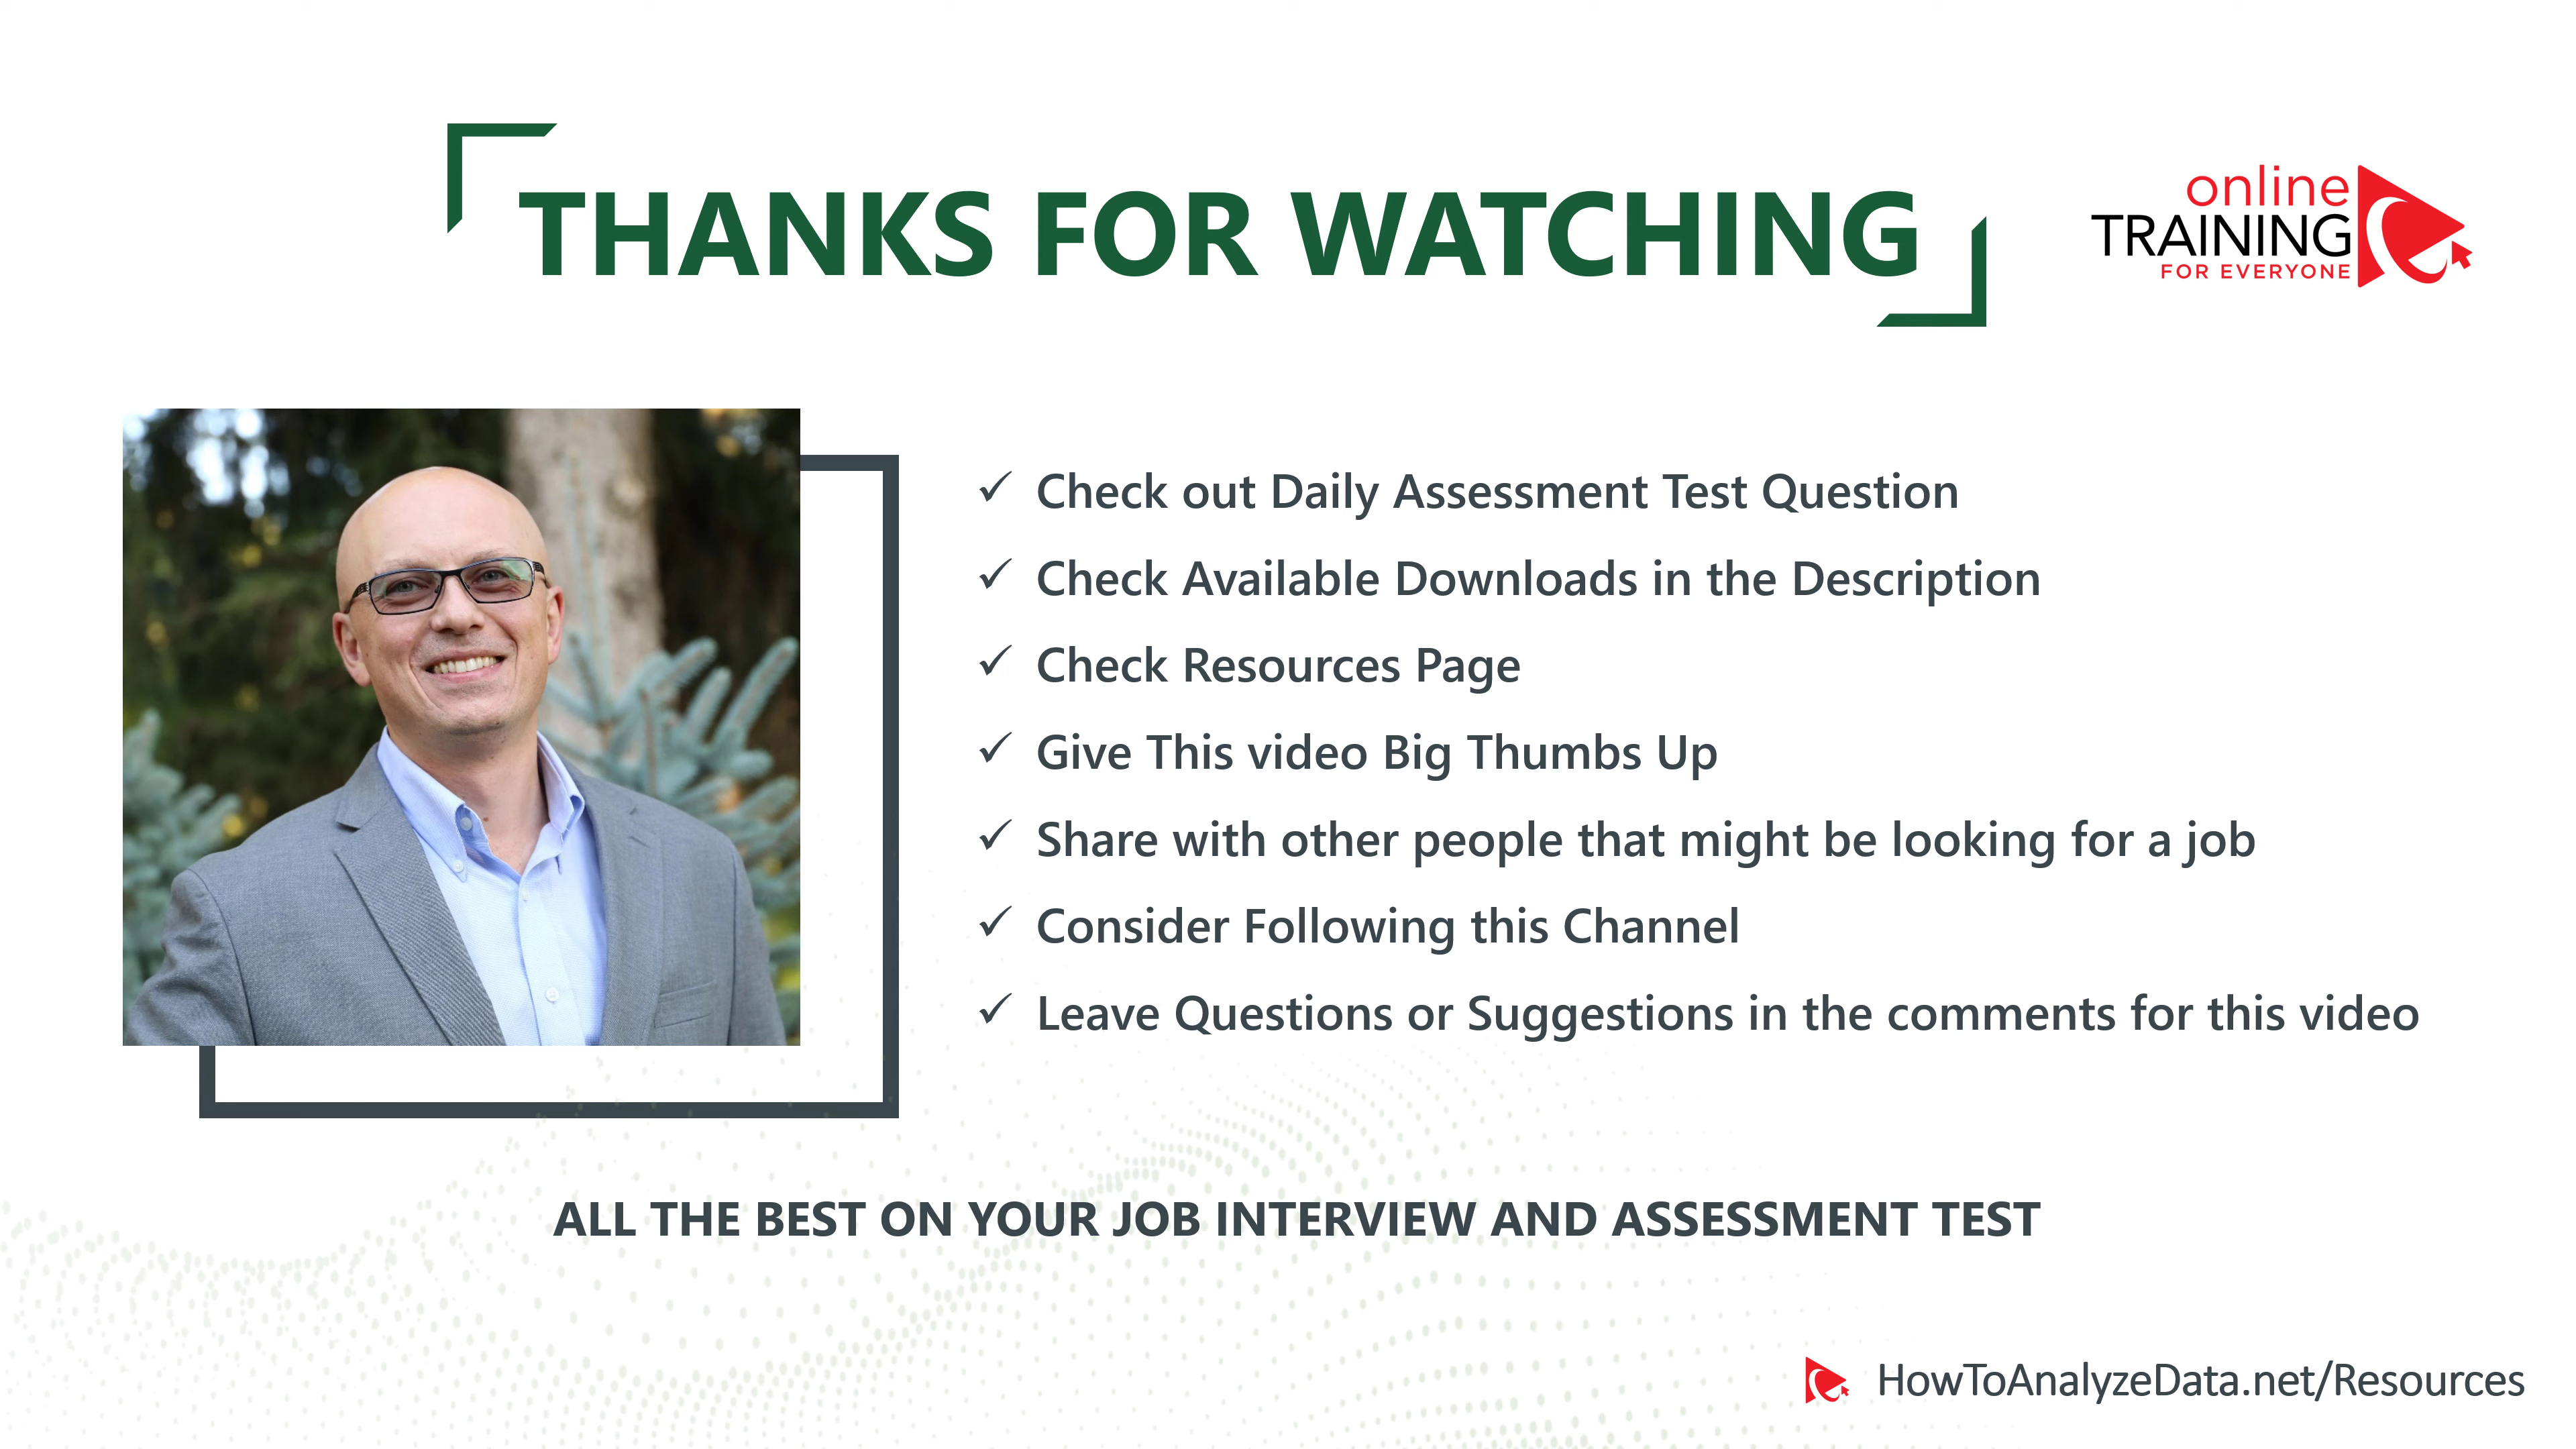 THANKS FOR WATCHING
online
TRAINING
FOR EVERYONE
✓ Check out Daily Assessment Test Question
✓ Check Available Downloads in the Description
✓ Check Resources Page
✓ Give This video Big Thumbs Up
✓ Share with other people that might be looking for a job
✓ Consider Following this Channel
✓ Leave Questions or Suggestions in the comments for this video
ALL THE BEST ON YOUR JOB INTERVIEW AND ASSESSMENT TEST
HowToAnalyzeData.net/Resources